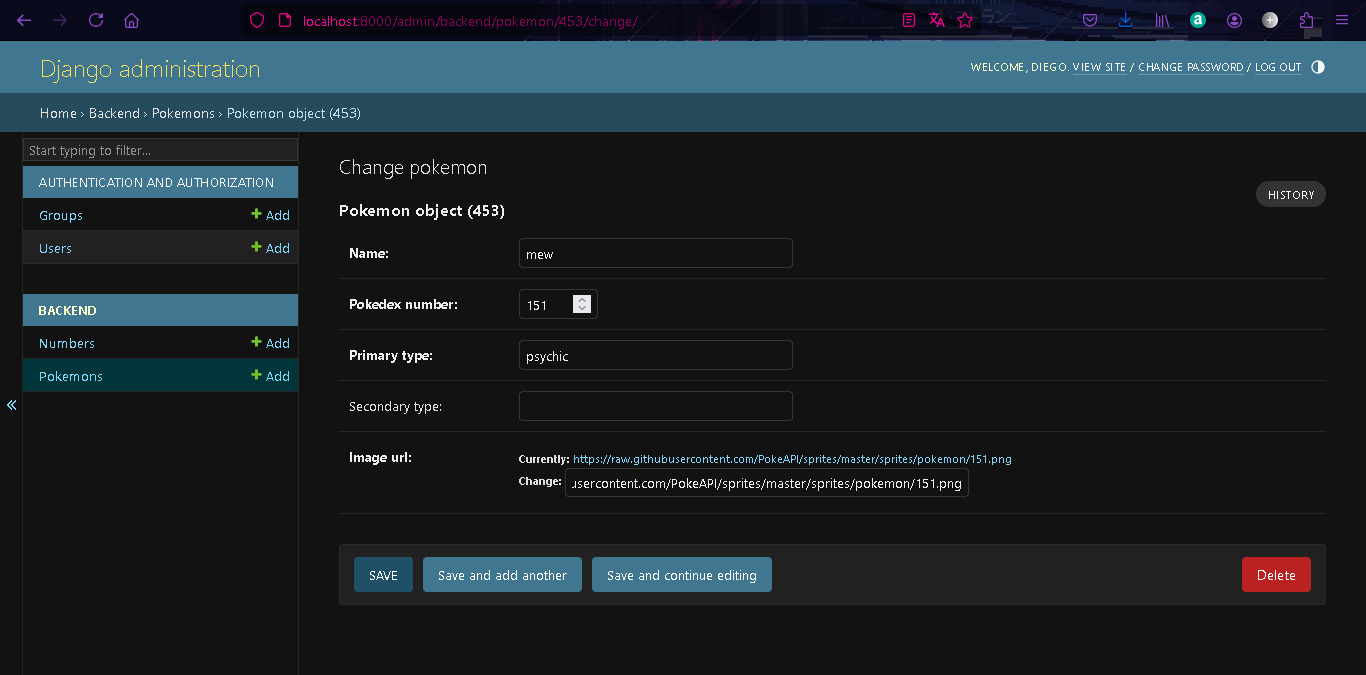 localhost:8000/admin/backend/pokemon/453/change/
Django administration
WELCOME, DIEGO. VIEW SITE / CHANGE PASSWORD / LOG OUT
Home › Backend › Pokemons › Pokemon object (453)
Start typing to filter...
AUTHENTICATION AND AUTHORIZATION
Groups + Add
Users + Add
BACKEND
Numbers + Add
Pokemons + Add
«
Change pokemon
HISTORY
Pokemon object (453)
Name: mew
Pokedex number: 151
Primary type: psychic
Secondary type:
Image url: Currently: https://raw.githubusercontent.com/PokeAPI/sprites/master/sprites/pokemon/151.png
Change: usercontent.com/PokeAPI/sprites/master/sprites/pokemon/151.png
SAVE Save and add another Save and continue editing Delete